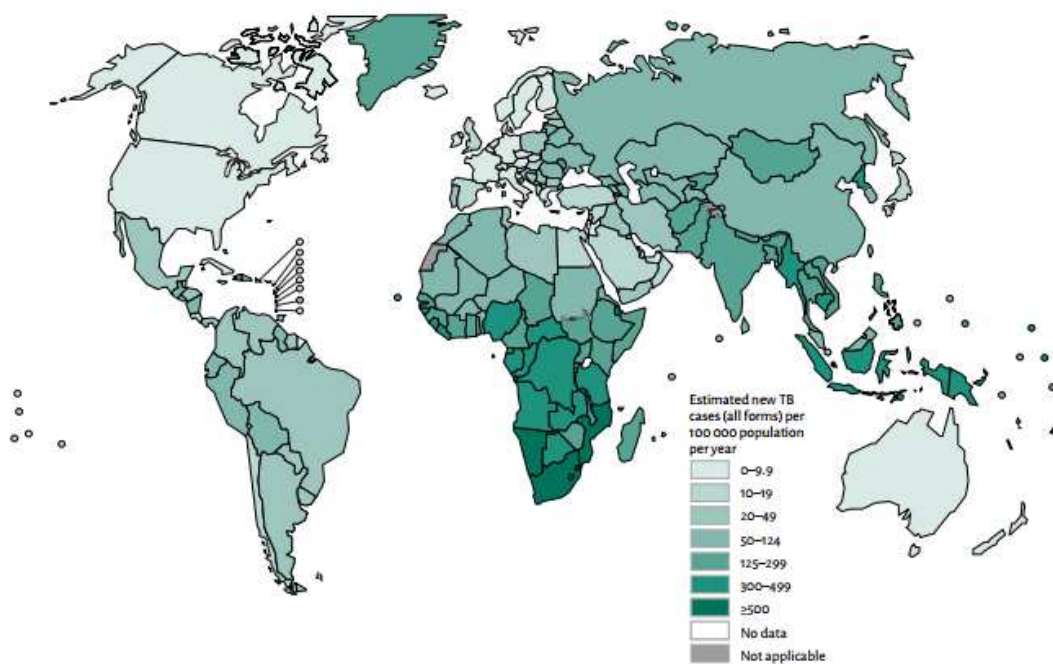 Estimated new TB
cases (all forms) per
100 000 population
per year
0–9.9
10–19
20–49
50–124
125–299
300–499
≥500
No data
Not applicable